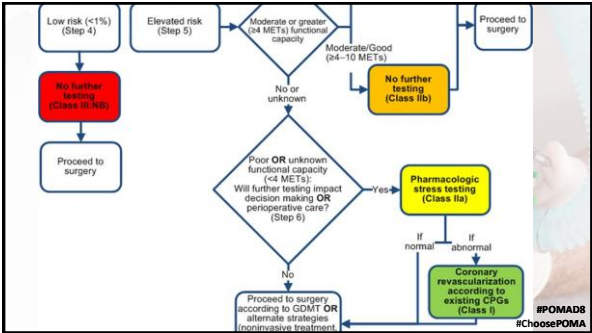 Low risk (<1%)
(Step 4)
Elevated risk
(Step 5)
Moderate or greater
(≥4 METs) functional
capacity
Proceed to
surgery
Moderate/Good
(≥4–10 METs)
No further
testing
(Class III:NB)
No further
testing
(Class IIb)
No or
unknown
Proceed to
surgery
Poor OR unknown
functional capacity
(<4 METs):
Will further testing impact
decision making OR
perioperative care?
(Step 6)
Yes
Pharmacologic
stress testing
(Class IIa)
If
normal
If
abnormal
No
Coronary
revascularization
according to
existing CPGs
(Class I)
Proceed to surgery
according to GDMT OR
alternate strategies
(noninvasive treatment,
#POMAD8
#ChoosePOMA